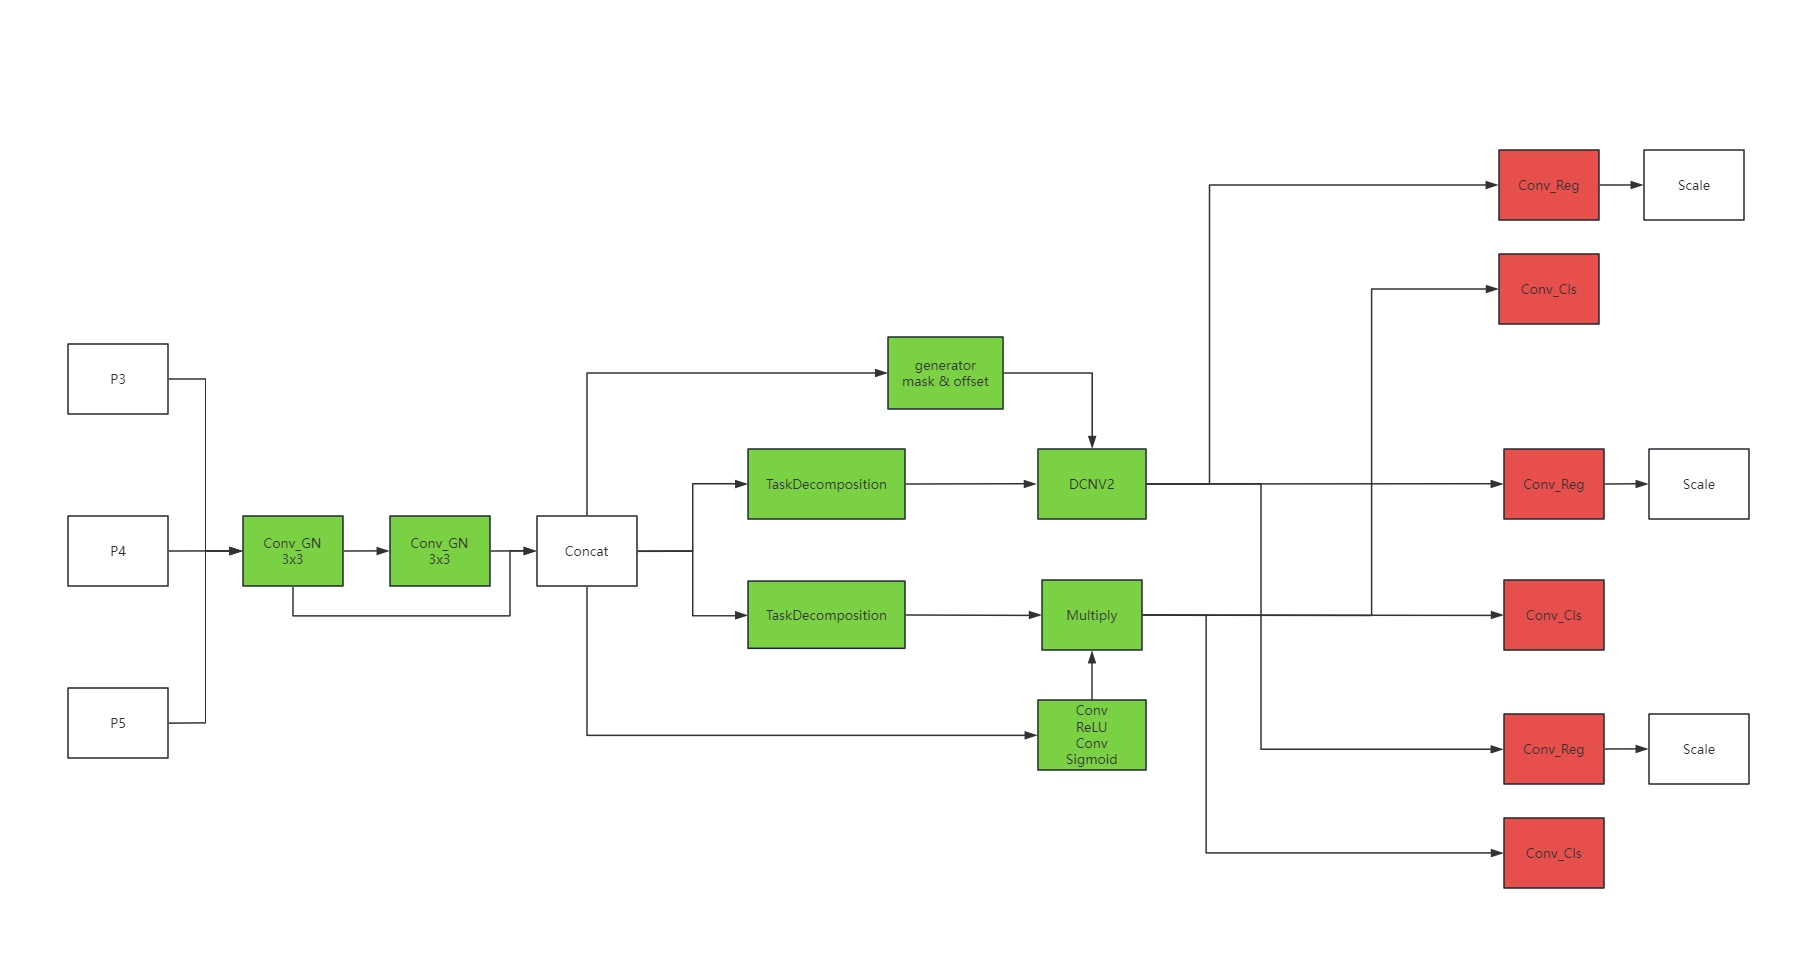 Conv_Reg
Scale
Conv_Cls
generator
mask & offset
P3
TaskDecomposition
DCNV2
Conv_Reg
Scale
P4
Conv_GN
3x3
Conv_GN
3x3
Concat
TaskDecomposition
Multiply
Conv_Cls
P5
Conv
ReLU
Conv
Sigmoid
Conv_Reg
Scale
Conv_Cls